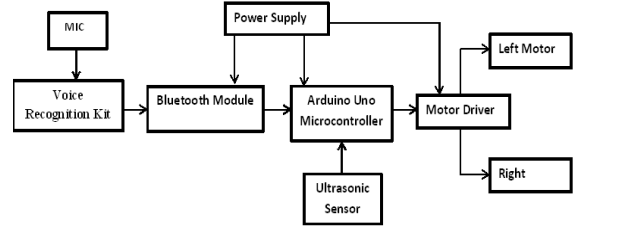 MIC
Power Supply
Left Motor
Voice
Recognition Kit
Bluetooth Module
Arduino Uno
Microcontroller
Motor Driver
Right
Ultrasonic
Sensor